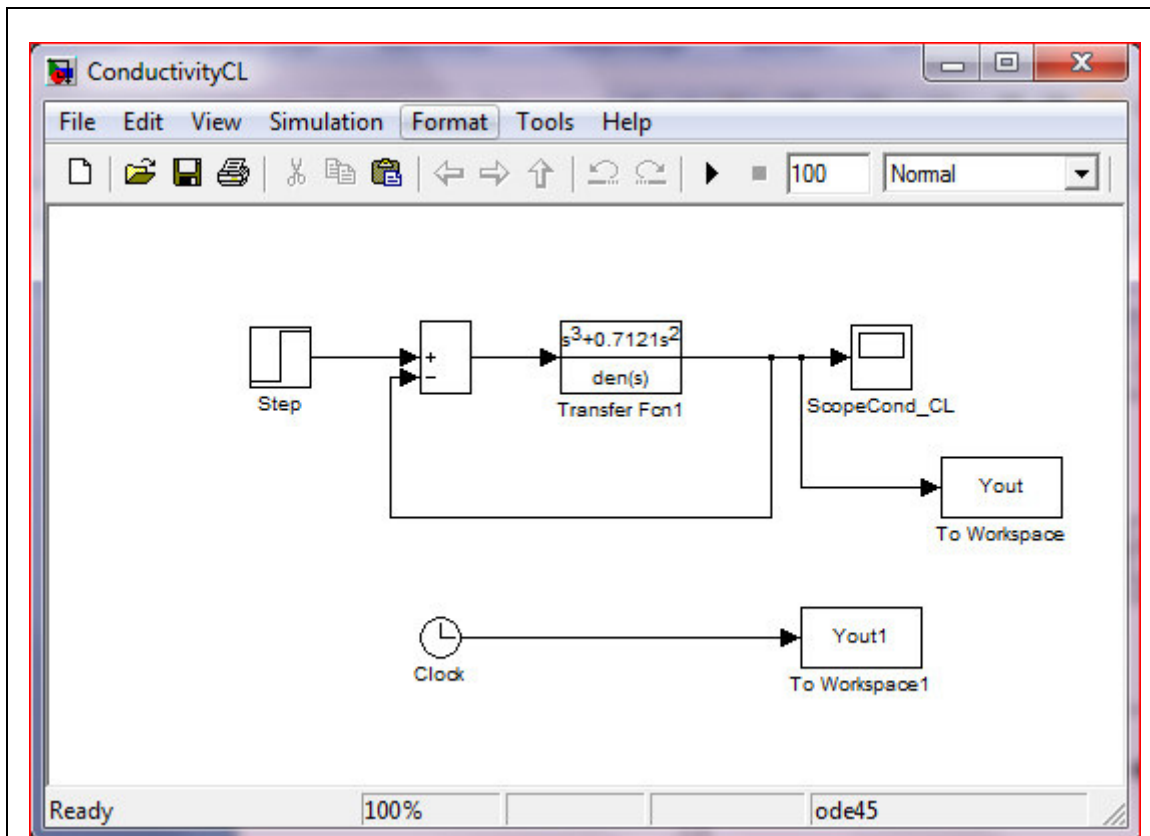 ConductivityCL
File Edit View Simulation Format Tools Help
100 Normal
s³+0.7121s²
den(s)
+
−
Step
Transfer Fcn1
ScopeCond_CL
Yout
To Workspace
Clock
Yout1
To Workspace1
Ready 100% ode45